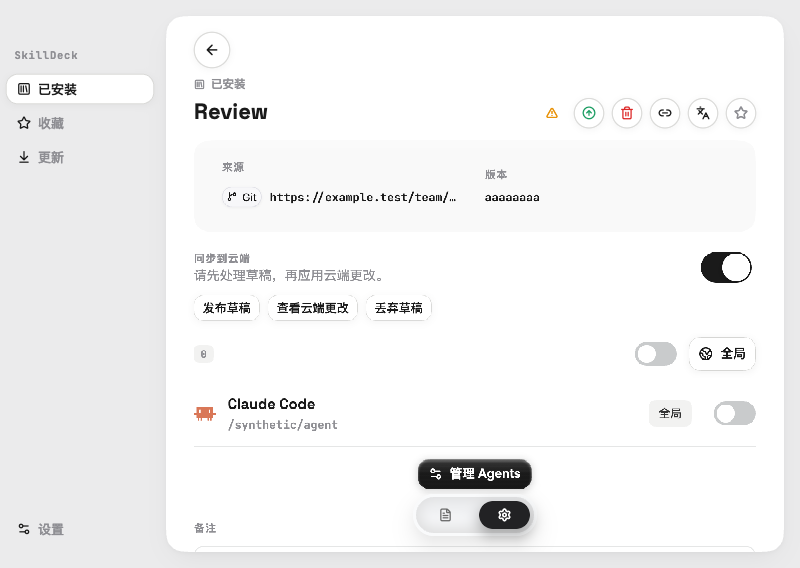 SkillDeck
已安装
收藏
更新
设置
已安装
Review
来源
Git https://example.test/team/…
版本
aaaaaaaa
同步到云端
请先处理草稿，再应用云端更改。
发布草稿 查看云端更改 丢弃草稿
0 全局
Claude Code
/synthetic/agent
全局
管理 Agents
备注